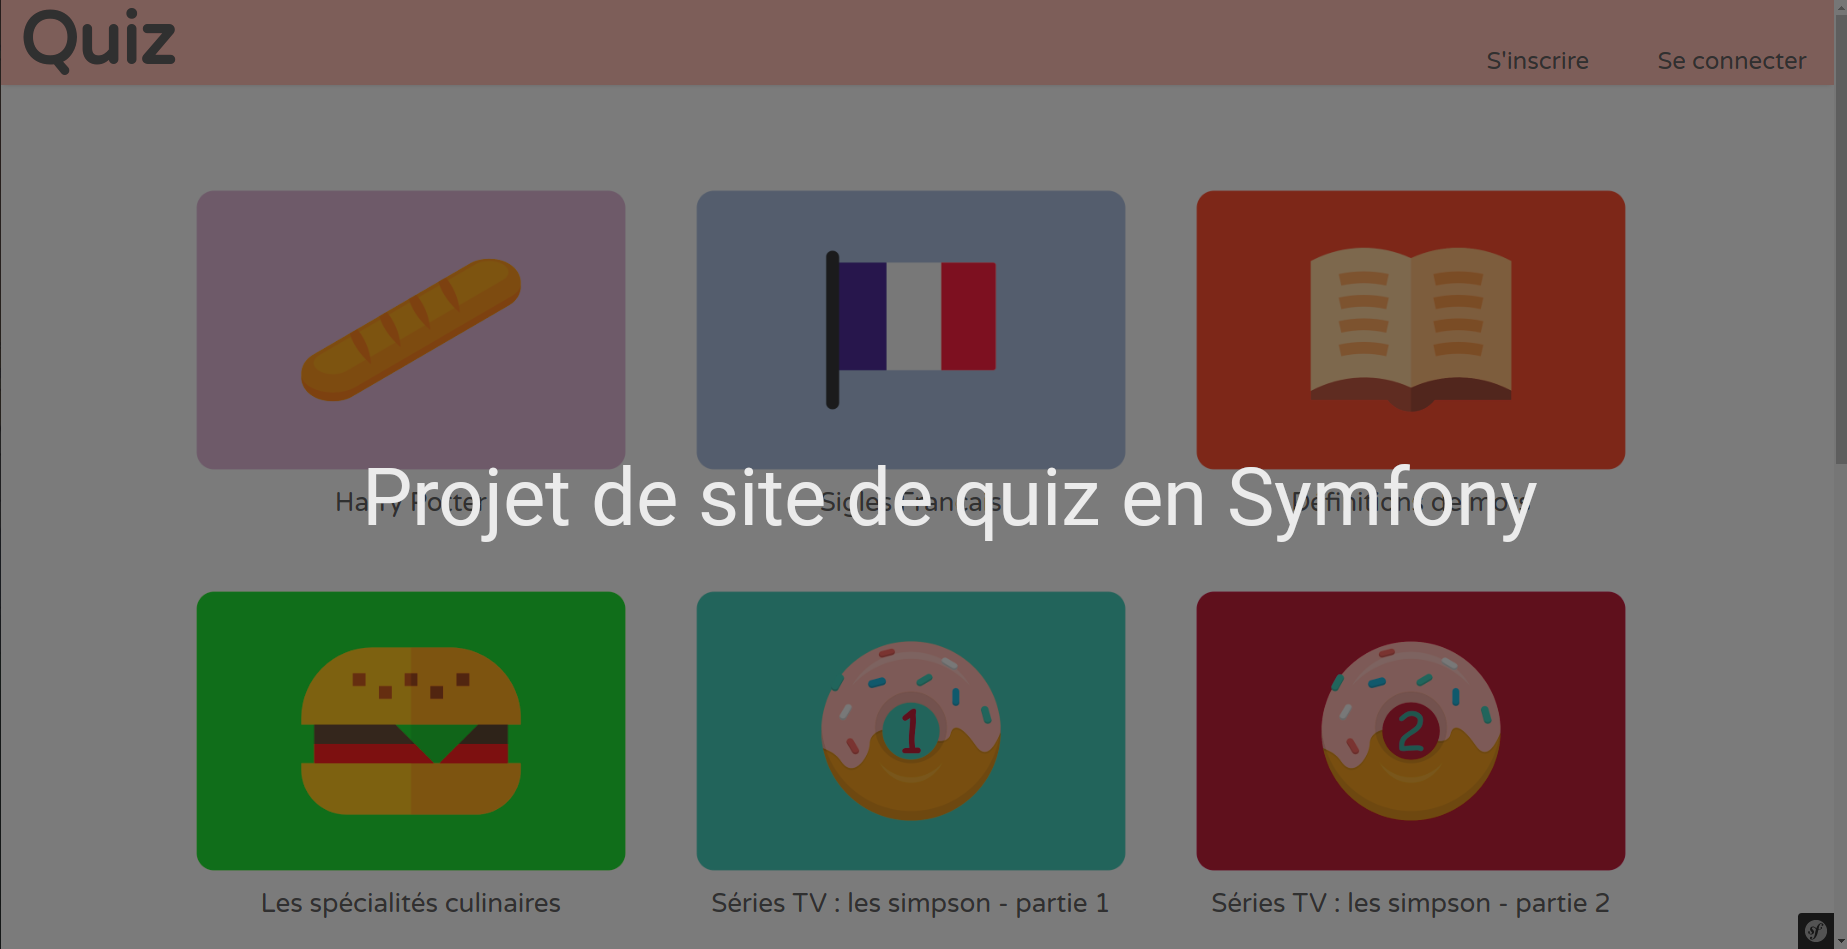 Quiz
S'inscrire
Se connecter
Harry Potter
Sigles Français
Définitions de mots
Projet de site de quiz en Symfony
1
2
Les spécialités culinaires
Séries TV : les simpson - partie 1
Séries TV : les simpson - partie 2
sf